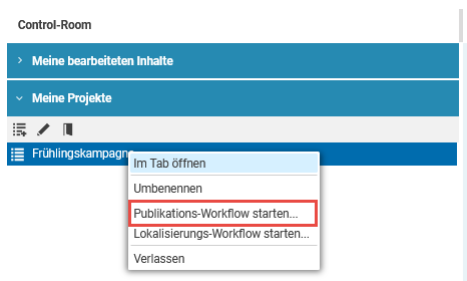 Control-Room
Meine bearbeiteten Inhalte
Meine Projekte
Frühlingskampagne
Im Tab öffnen
Umbenennen
Publikations-Workflow starten...
Lokalisierungs-Workflow starten...
Verlassen